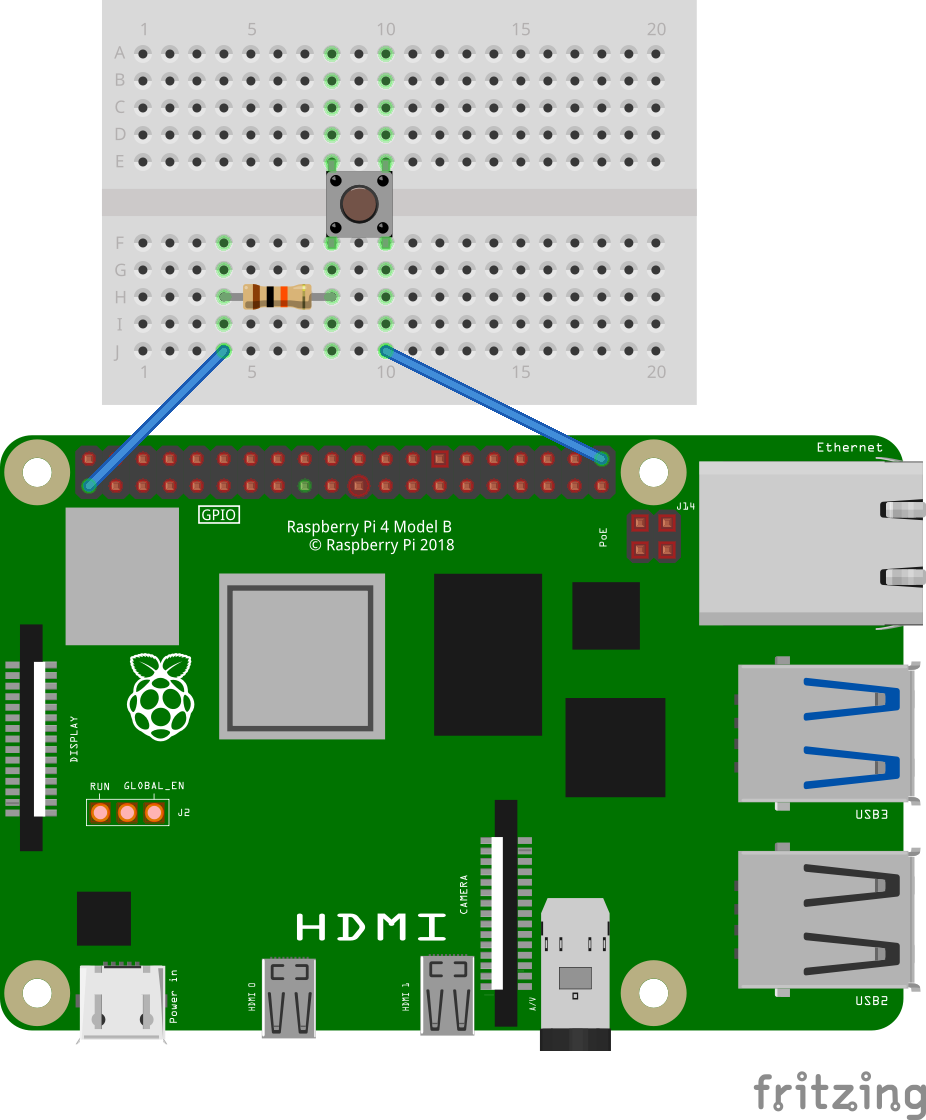 1 5 10 15 20
A
B
C
D
E
F
G
H
I
J
1 5 10 15 20
Ethernet
J14
GPIO
PoE
Raspberry Pi 4 Model B
© Raspberry Pi 2018
DISPLAY
RUN GLOBAL_EN
J2
USB3
CAMERA
HDMI
Power in
HDMI 0
HDMI 1
A/V
USB2
fritzing